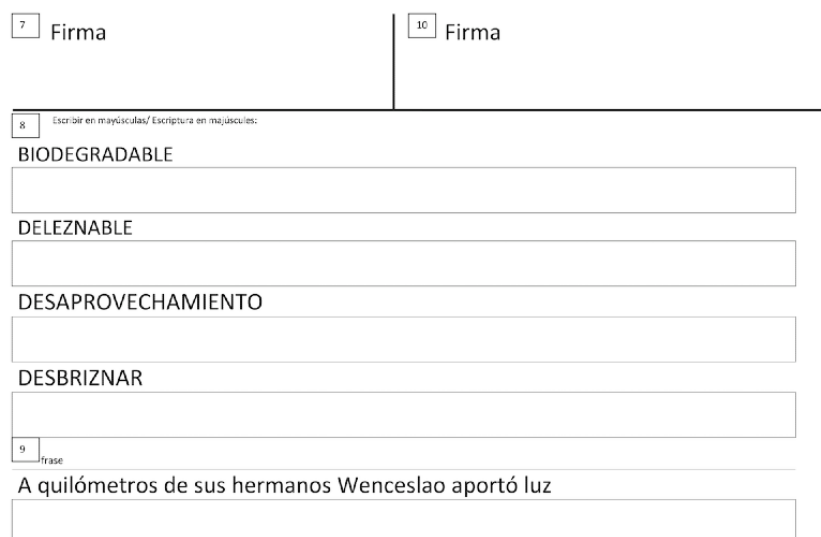 7 Firma
10 Firma
8 Escribir en mayúsculas/ Escriptura en majúscules:
BIODEGRADABLE
DELEZNABLE
DESAPROVECHAMIENTO
DESBRIZNAR
9 frase
A quilómetros de sus hermanos Wenceslao aportó luz